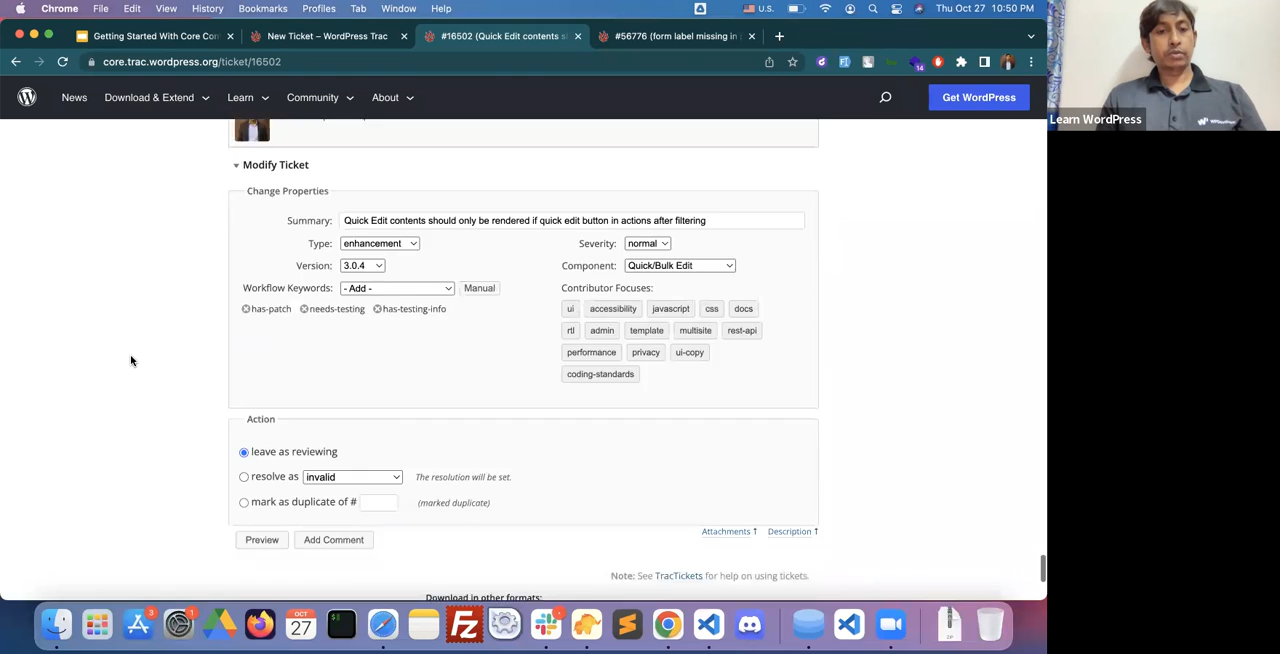 Chrome File Edit View History Bookmarks Profiles Tab Window Help U.S. Thu Oct 27 10:50 PM
Getting Started With Core Con New Ticket – WordPress Trac #16502 (Quick Edit contents s #56776 (form label missing in
core.trac.wordpress.org/ticket/16502 14
News Download & Extend Learn Community About Get WordPress
Learn WordPress
Modify Ticket
Change Properties
Summary: Quick Edit contents should only be rendered if quick edit button in actions after filtering
Type: enhancement Severity: normal
Version: 3.0.4 Component: Quick/Bulk Edit
Workflow Keywords: - Add - Manual Contributor Focuses:
has-patch needs-testing has-testing-info ui accessibility javascript css docs
rtl admin template multisite rest-api
performance privacy ui-copy
coding-standards
Action
leave as reviewing
resolve as invalid The resolution will be set.
mark as duplicate of # (marked duplicate)
Attachments ↑ Description ↑
Preview Add Comment
Note: See TracTickets for help on using tickets.
Download in other formats:
3 1 OCT 27 Fz ZIP